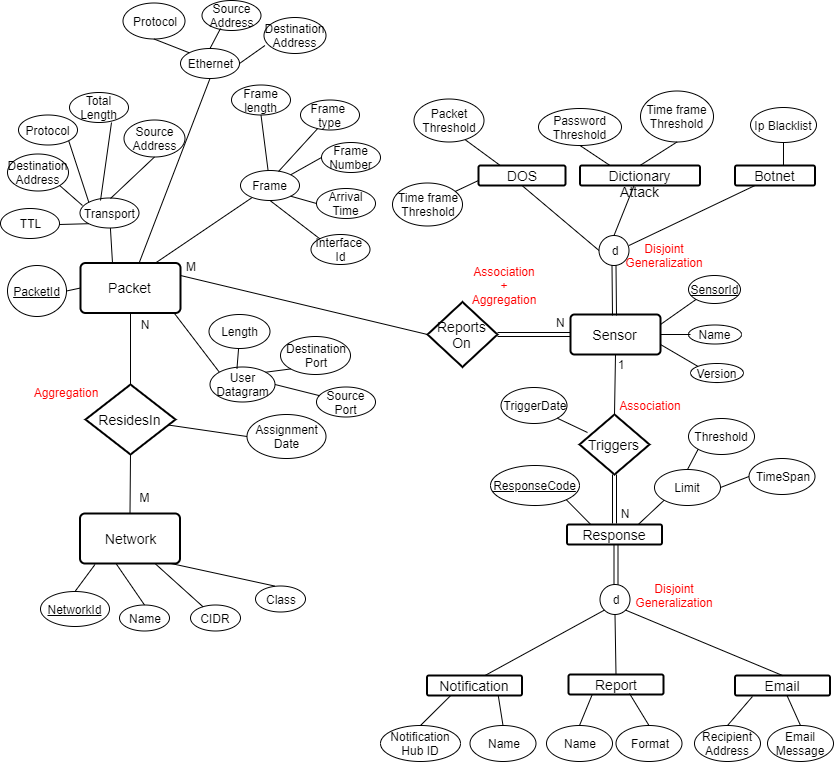 Protocol
Source
Address
Destination
Address
Ethernet
Total
Length
Protocol
Source
Address
Destination
Address
TTL
Transport
Frame
length
Frame
type
Frame
Number
Frame
Arrival
Time
Interface
Id
Packet
Threshold
Time frame
Threshold
Password
Threshold
Time frame
Threshold
Ip Blacklist
DOS
Dictionary
Attack
Botnet
d
Disjoint
Generalization
PacketId
Packet
M
N
Association
+
Aggregation
Reports
On
N
Sensor
SensorId
Name
Version
1
Length
Destination
Port
User
Datagram
Source
Port
Aggregation
ResidesIn
Assignment
Date
M
TriggerDate
Association
Triggers
Threshold
Limit
TimeSpan
ResponseCode
N
Response
Network
NetworkId
Name
CIDR
Class
d
Disjoint
Generalization
Notification
Report
Email
Notification
Hub ID
Name
Name
Format
Recipient
Address
Email
Message